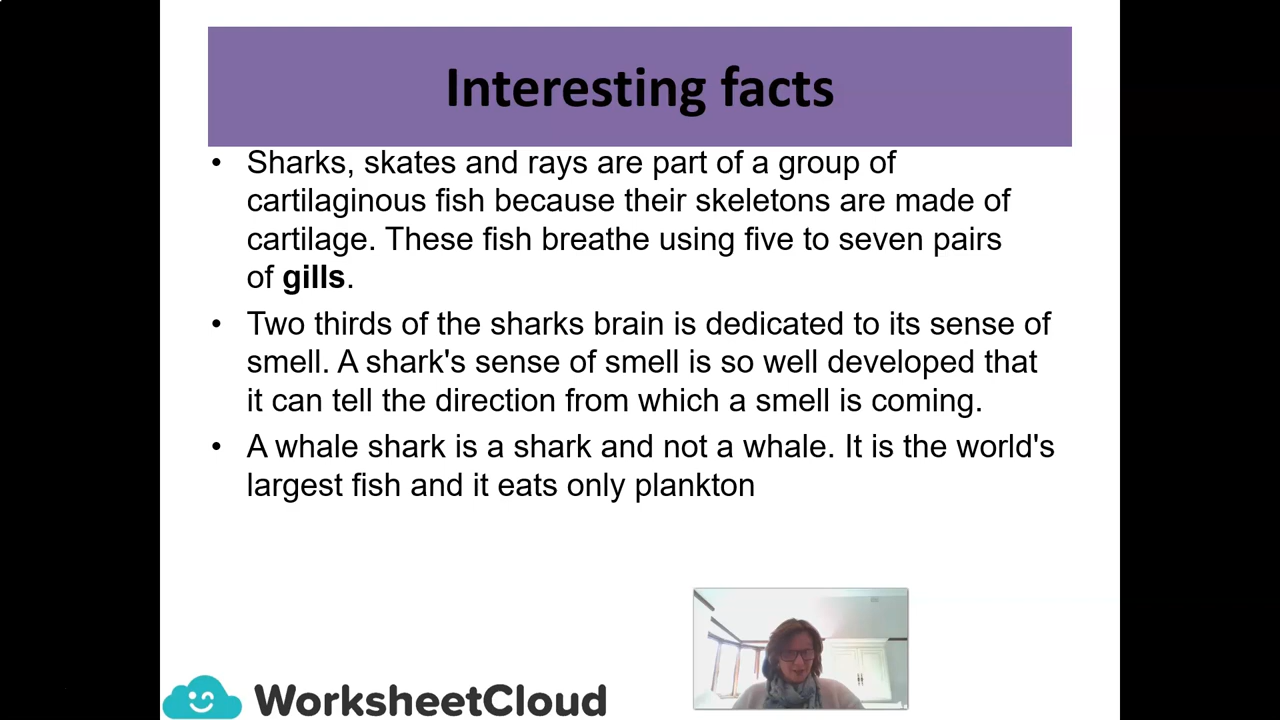 Interesting facts
• Sharks, skates and rays are part of a group of
cartilaginous fish because their skeletons are made of
cartilage. These fish breathe using five to seven pairs
of gills.
• Two thirds of the sharks brain is dedicated to its sense of
smell. A shark's sense of smell is so well developed that
it can tell the direction from which a smell is coming.
• A whale shark is a shark and not a whale. It is the world's
largest fish and it eats only plankton
WorksheetCloud